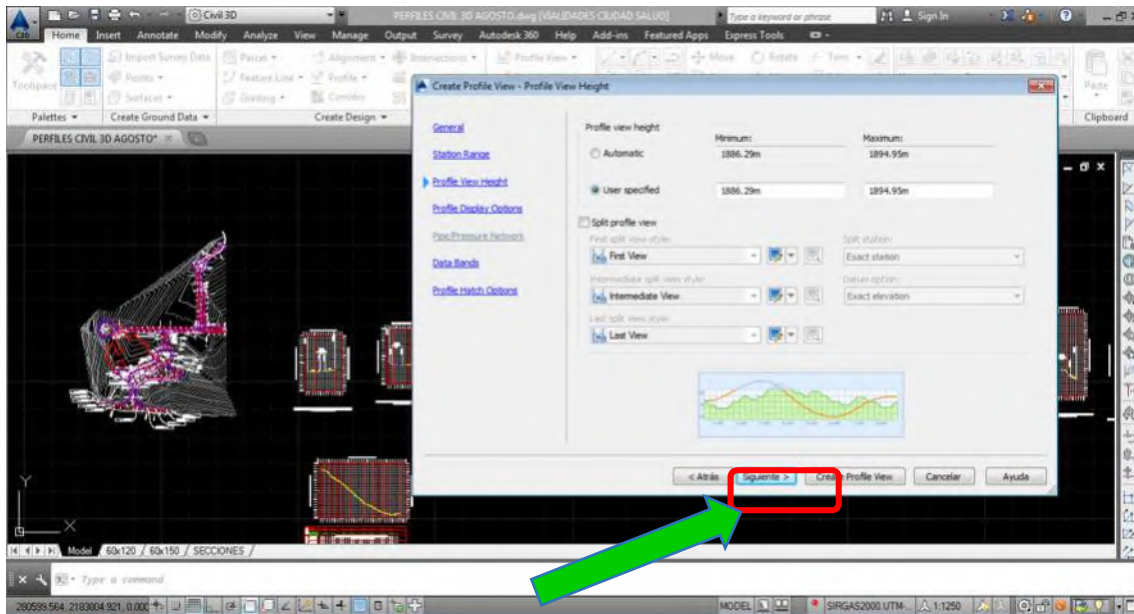 Civil 3D
PERFILES CIVIL 3D AGOSTO.dwg [VIALIDADES CIUDAD SALUD]
Type a keyword or phrase
Sign In
C3D
Home Insert Annotate Modify Analyze View Manage Output Survey Autodesk 360 Help Add-ins Featured Apps Express Tools
Toolspace
Import Survey Data
Parcel
Alignment
Intersections
Profile View
Move
Rotate
Trim
Paste
Points
Feature Line
Profile
Surfaces
Grading
Corridor
Palettes
Create Ground Data
Create Design
Clipboard
PERFILES CIVIL 3D AGOSTO*
Create Profile View - Profile View Height
General
Station Range
Profile View Height
Profile Display Options
Pipe/Pressure Network
Data Bands
Profile Hatch Options
Profile view height
Minimum: Maximum:
Automatic 1886.29m 1894.95m
User specified 1886.29m 1894.95m
Split profile view
First split view style: Split station:
First View Exact station
Intermediate split view style: Datum option:
Intermediate View Exact elevation
Last split view style:
Last View
< Atrás Siguiente > Create Profile View Cancelar Ayuda
Y
X
Model / 60x120 / 60x150 / SECCIONES /
Type a command
280599.564, 2183804.921, 0.000
MODEL
SIRGAS2000.UTM-
1:1250